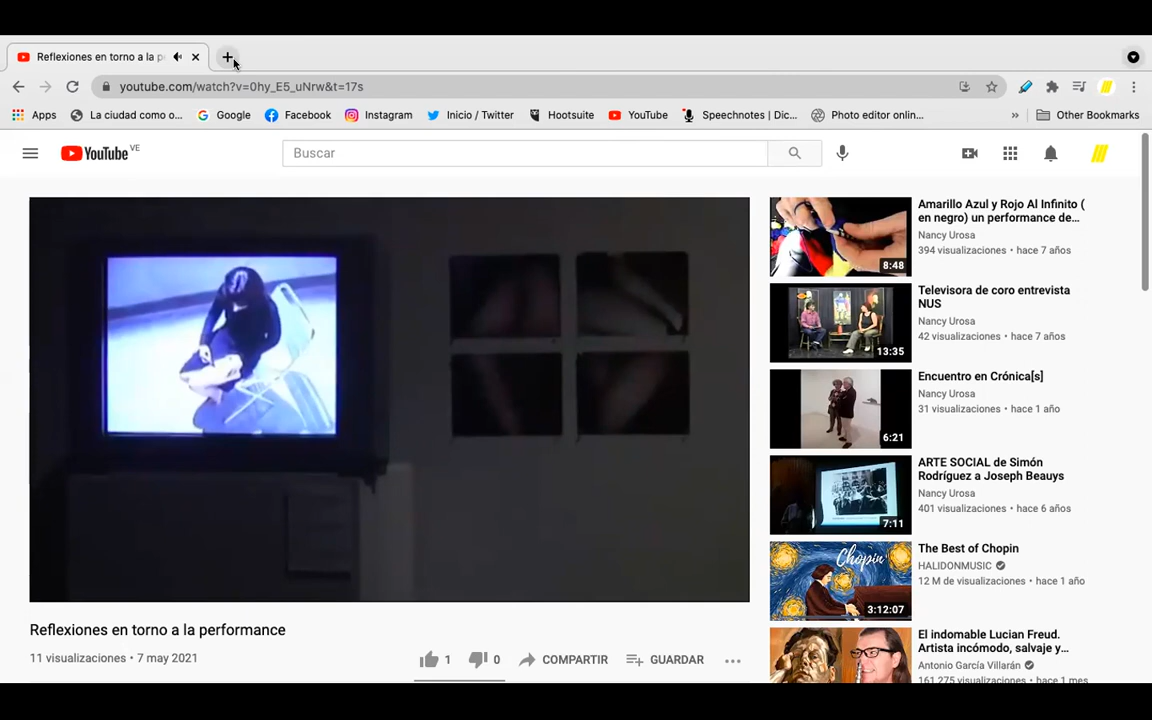 Reflexiones en torno a la p
youtube.com/watch?v=0hy_E5_uNrw&t=17s
Apps
La ciudad como o...
Google
Facebook
Instagram
Inicio / Twitter
Hootsuite
YouTube
Speechnotes | Dic...
Photo editor onlin...
»
Other Bookmarks
YouTube VE
Buscar
Amarillo Azul y Rojo Al Infinito (
en negro) un performance de...
Nancy Urosa
394 visualizaciones • hace 7 años
8:48
Televisora de coro entrevista
NUS
Nancy Urosa
42 visualizaciones • hace 7 años
13:35
Encuentro en Crónica[s]
Nancy Urosa
31 visualizaciones • hace 1 año
6:21
ARTE SOCIAL de Simón
Rodríguez a Joseph Beauys
Nancy Urosa
401 visualizaciones • hace 6 años
7:11
The Best of Chopin
HALIDONMUSIC
12 M de visualizaciones • hace 1 año
Chopin
3:12:07
El indomable Lucian Freud.
Artista incómodo, salvaje y...
Antonio García Villarán
161.275 visualizaciones • hace 1 mes
Reflexiones en torno a la performance
11 visualizaciones • 7 may 2021
1
0
COMPARTIR
GUARDAR